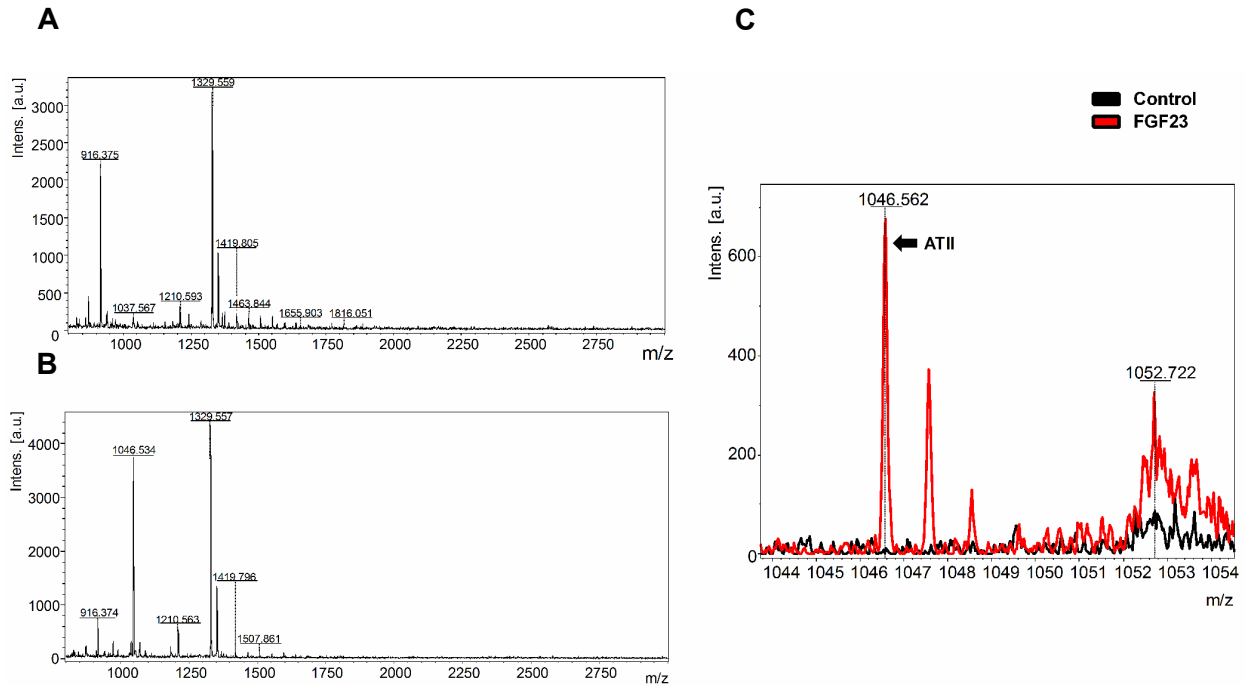 A
Intens. [a.u.]
3000
2500
2000
1500
1000
500
0
1329.559
916.375
1419.805
1210.593
1463.844
1037.567
1655.903
1816.051
1000 1250 1500 1750 2000 2250 2500 2750
m/z
B
Intens. [a.u.]
4000
3000
2000
1000
0
1329.557
1046.534
1419.796
916.374
1210.563
1507.861
1000 1250 1500 1750 2000 2250 2500 2750
m/z
C
Control
FGF23
Intens. [a.u.]
600
400
200
0
1046.562
ATII
1052.722
1044 1045 1046 1047 1048 1049 1050 1051 1052 1053 1054
m/z